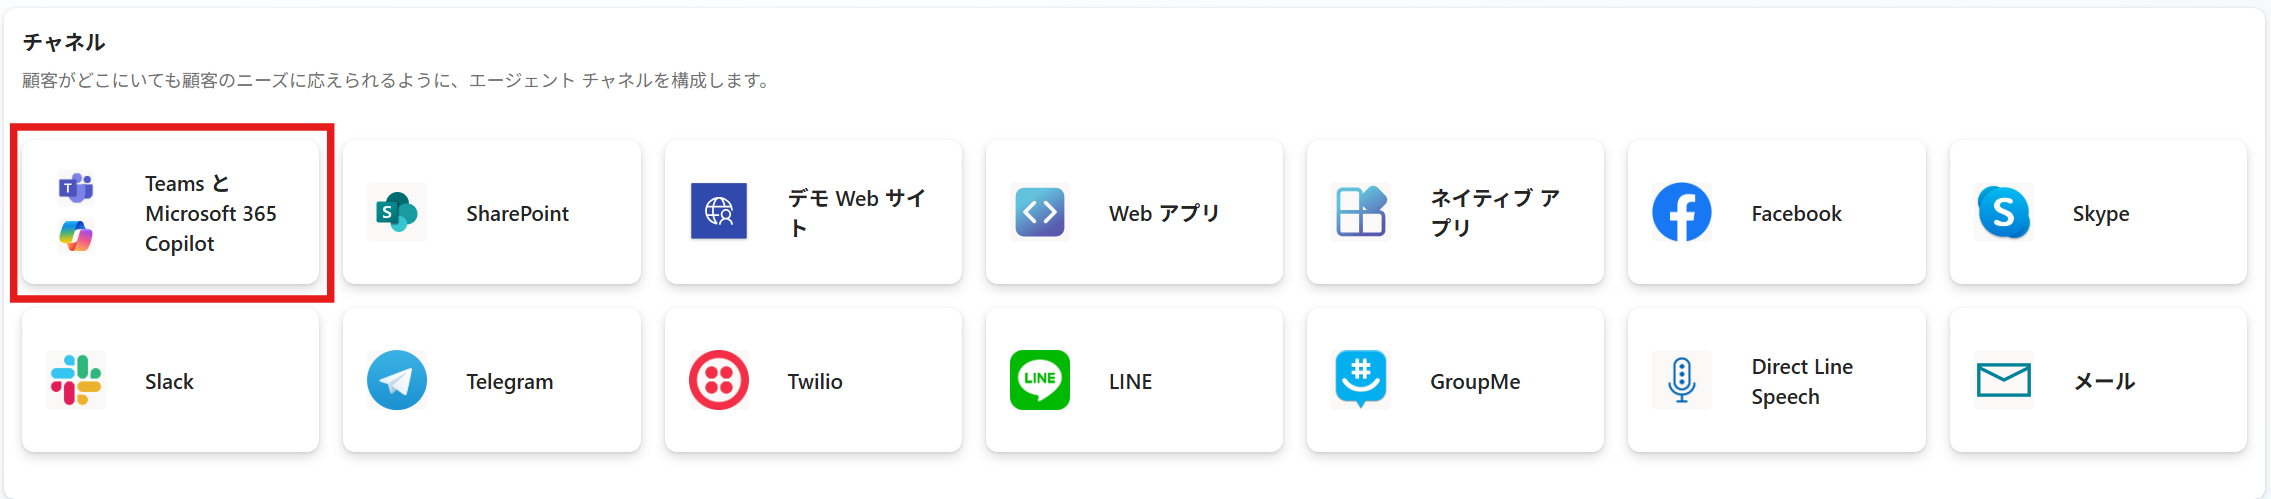 チャネル
顧客がどこにいても顧客のニーズに応えられるように、エージェント チャネルを構成します。
Teams と
Microsoft 365
Copilot
SharePoint
デモ Web サイ
ト
Web アプリ
ネイティブ ア
プリ
Facebook
Skype
Slack
Telegram
Twilio
LINE
LINE
GroupMe
Direct Line
Speech
メール